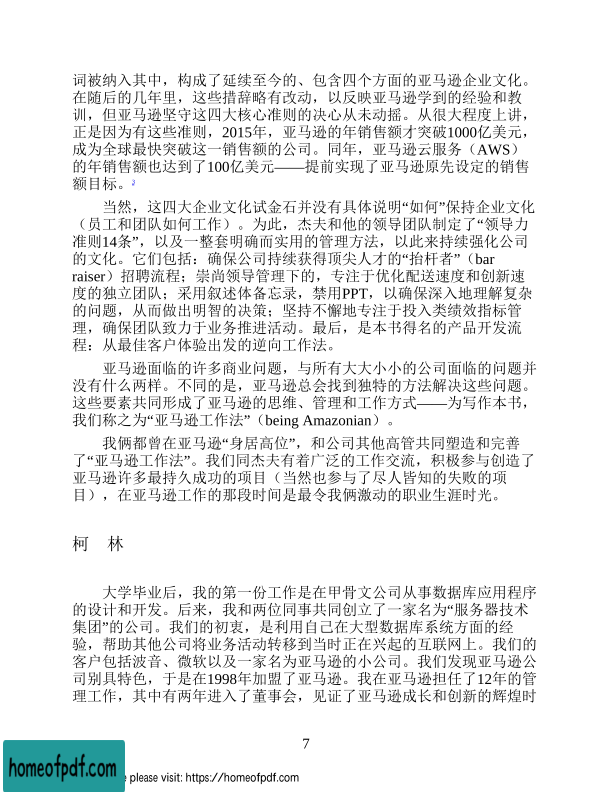 词被纳入其中，构成了延续至今的、包含四个方面的亚马逊企业文化。
在随后的几年里，这些措辞略有改动，以反映亚马逊学到的经验和教
训，但亚马逊坚守这四大核心准则的决心从未动摇。从很大程度上讲，
正是因为有这些准则，2015年，亚马逊的年销售额才突破1000亿美元，
成为全球最快突破这一销售额的公司。同年，亚马逊云服务（AWS）
的年销售额也达到了100亿美元——提前实现了亚马逊原先设定的销售
额目标。
当然，这四大企业文化试金石并没有具体说明“如何”保持企业文化
（员工和团队如何工作）。为此，杰夫和他的领导团队制定了“领导力
准则14条”，以及一整套明确而实用的管理方法，以此来持续强化公司
的文化。它们包括：确保公司持续获得顶尖人才的“抬杆者”（bar
raiser）招聘流程；崇尚领导管理下的，专注于优化配送速度和创新速
度的独立团队；采用叙述体备忘录，禁用PPT，以确保深入地理解复杂
的问题，从而做出明智的决策；坚持不懈地专注于投入类绩效指标管
理，确保团队致力于业务推进活动。最后，是本书得名的产品开发流
程：从最佳客户体验出发的逆向工作法。
亚马逊面临的许多商业问题，与所有大大小小的公司面临的问题并
没有什么两样。不同的是，亚马逊总会找到独特的方法解决这些问题。
这些要素共同形成了亚马逊的思维、管理和工作方式——为写作本书，
我们称之为“亚马逊工作法”（being Amazonian）。
我俩都曾在亚马逊“身居高位”，和公司其他高管共同塑造和完善
了“亚马逊工作法”。我们同杰夫有着广泛的工作交流，积极参与创造了
亚马逊许多最持久成功的项目（当然也参与了尽人皆知的失败的项
目），在亚马逊工作的那段时间是最令我俩激动的职业生涯时光。
柯 林
大学毕业后，我的第一份工作是在甲骨文公司从事数据库应用程序
的设计和开发。后来，我和两位同事共同创立了一家名为“服务器技术
集团”的公司。我们的初衷，是利用自己在大型数据库系统方面的经
验，帮助其他公司将业务活动转移到当时正在兴起的互联网上。我们的
客户包括波音、微软以及一家名为亚马逊的小公司。我们发现亚马逊公
司别具特色，于是在1998年加盟了亚马逊。我在亚马逊担任了12年的管
理工作，其中有两年进入了董事会，见证了亚马逊成长和创新的辉煌时
7
homeofpdf.com
please visit: https://homeofpdf.com